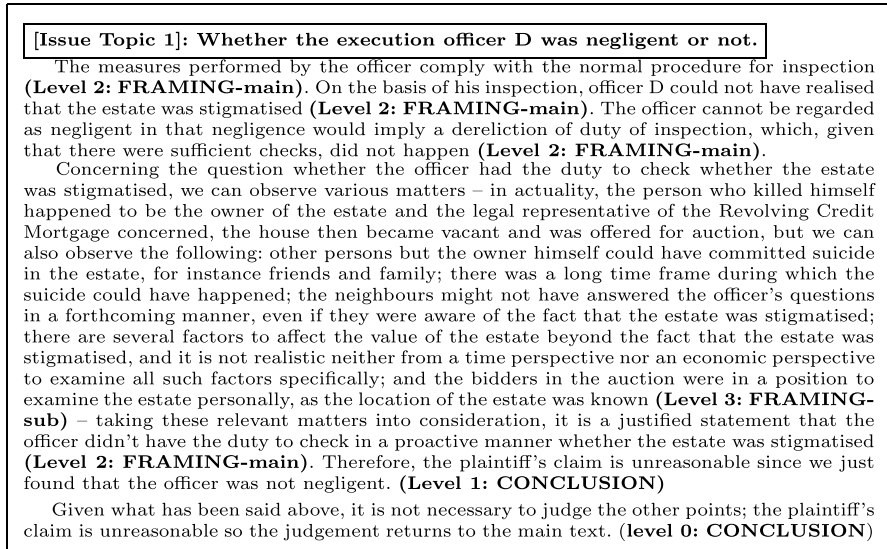 [Issue Topic 1]: Whether the execution officer D was negligent or not.
The measures performed by the officer comply with the normal procedure for inspection
(Level 2: FRAMING-main). On the basis of his inspection, officer D could not have realised
that the estate was stigmatised (Level 2: FRAMING-main). The officer cannot be regarded
as negligent in that negligence would imply a dereliction of duty of inspection, which, given
that there were sufficient checks, did not happen (Level 2: FRAMING-main).
Concerning the question whether the officer had the duty to check whether the estate
was stigmatised, we can observe various matters – in actuality, the person who killed himself
happened to be the owner of the estate and the legal representative of the Revolving Credit
Mortgage concerned, the house then became vacant and was offered for auction, but we can
also observe the following: other persons but the owner himself could have committed suicide
in the estate, for instance friends and family; there was a long time frame during which the
suicide could have happened; the neighbours might not have answered the officer's questions
in a forthcoming manner, even if they were aware of the fact that the estate was stigmatised;
there are several factors to affect the value of the estate beyond the fact that the estate was
stigmatised, and it is not realistic neither from a time perspective nor an economic perspective
to examine all such factors specifically; and the bidders in the auction were in a position to
examine the estate personally, as the location of the estate was known (Level 3: FRAMING-
sub) – taking these relevant matters into consideration, it is a justified statement that the
officer didn't have the duty to check in a proactive manner whether the estate was stigmatised
(Level 2: FRAMING-main). Therefore, the plaintiff's claim is unreasonable since we just
found that the officer was not negligent. (Level 1: CONCLUSION)
Given what has been said above, it is not necessary to judge the other points; the plaintiff's
claim is unreasonable so the judgement returns to the main text. (level 0: CONCLUSION)